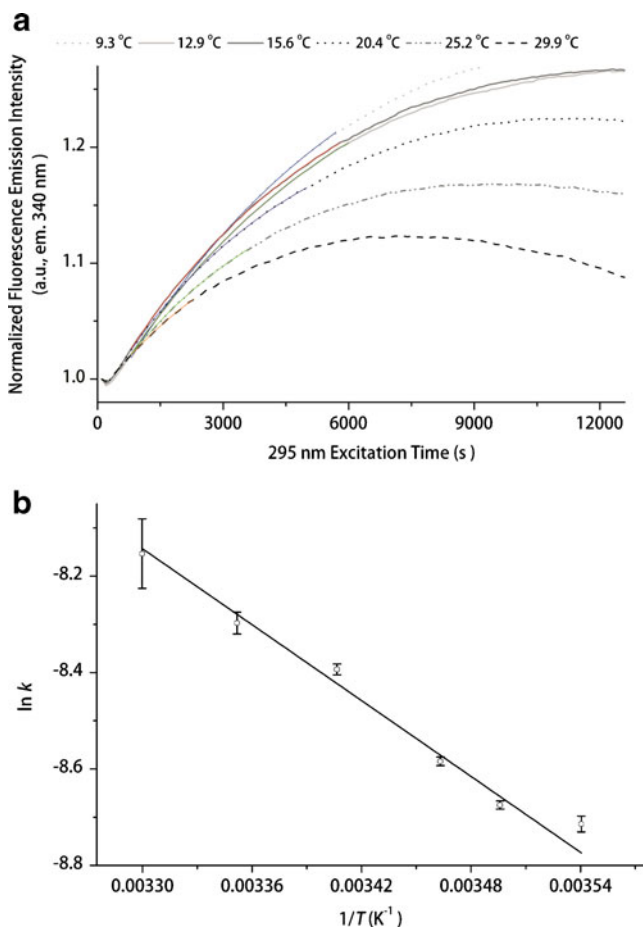 a
9.3 °C 12.9 °C 15.6 °C 20.4 °C 25.2 °C 29.9 °C
Normalized Fluorescence Emission Intensity
(a.u., em. 340 nm)
1.2
1.1
1.0
0 3000 6000 9000 12000
295 nm Excitation Time (s)
b
ln k
-8.2
-8.4
-8.6
-8.8
0.00330 0.00336 0.00342 0.00348 0.00354
1/T (K⁻¹)